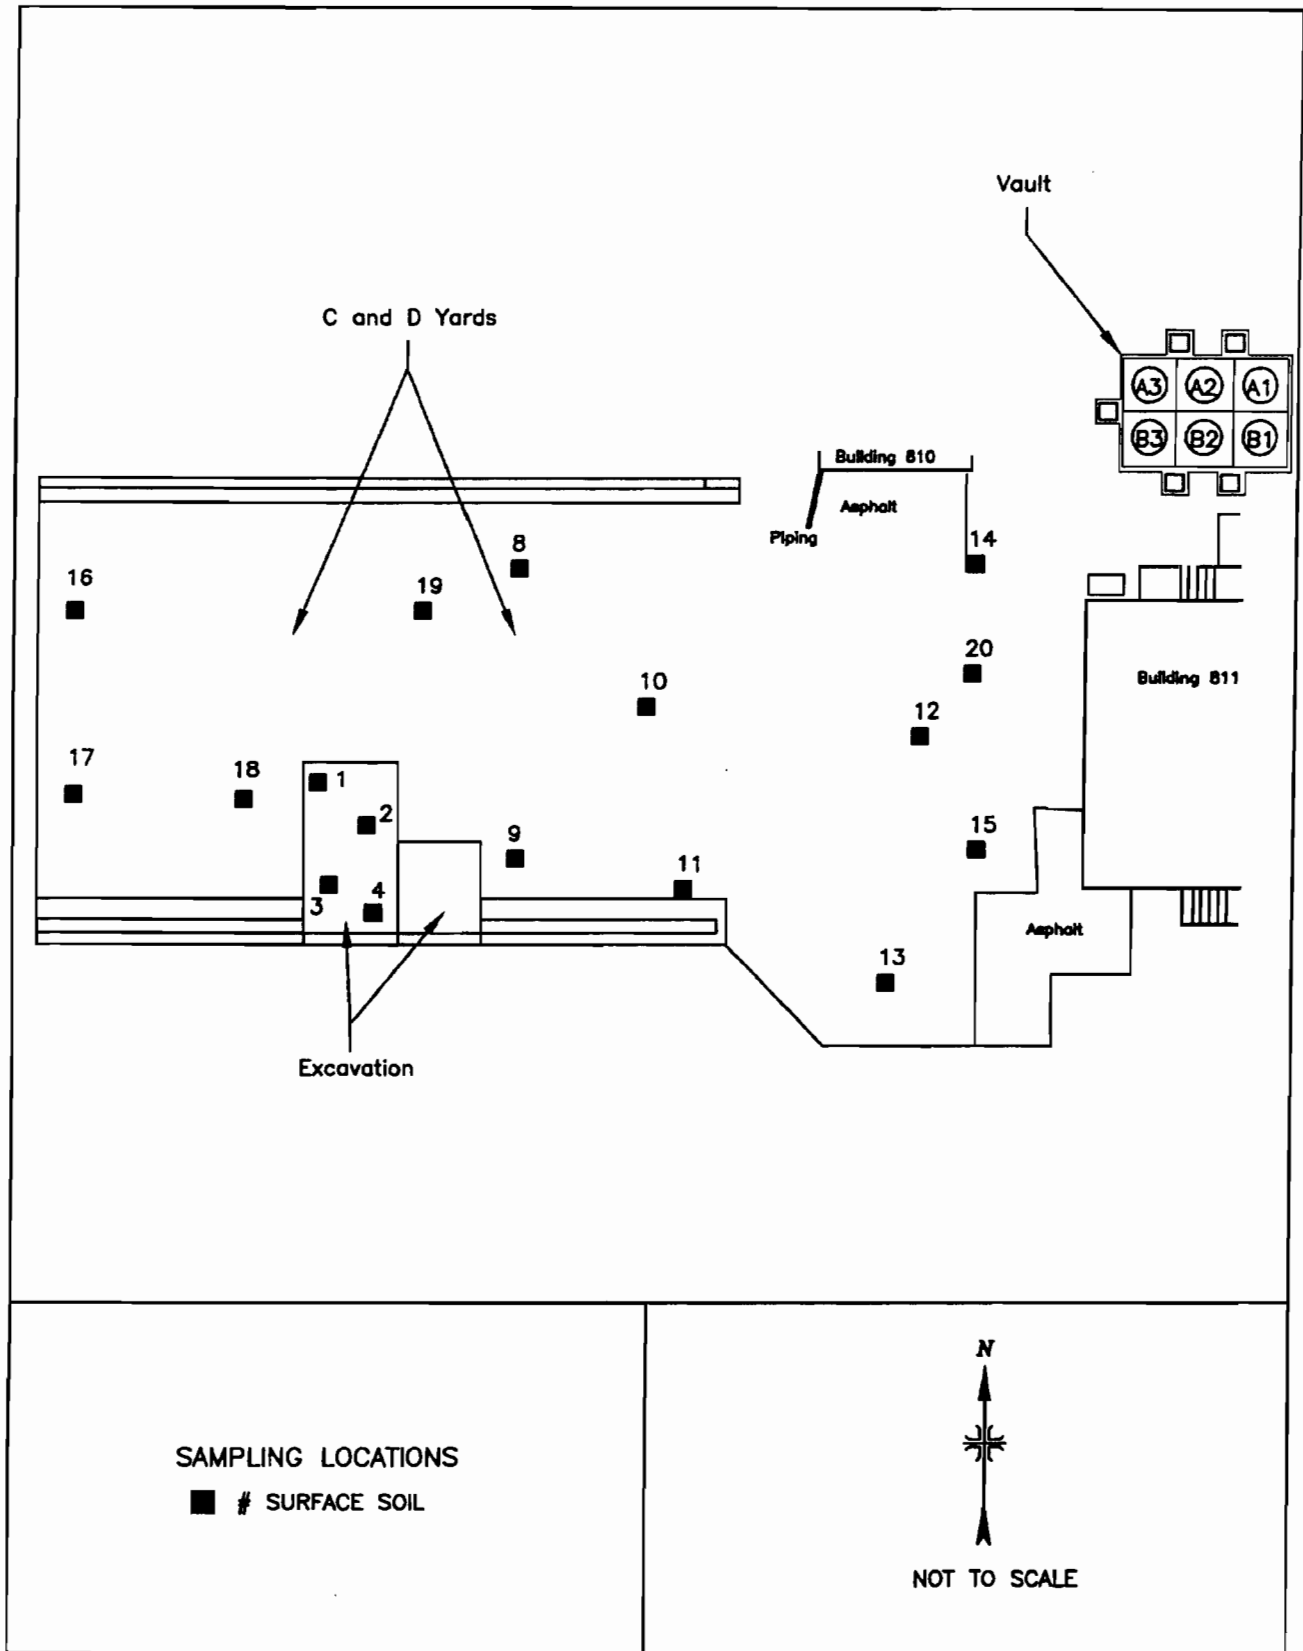 Vault
C and D Yards
A3 A2 A1
B3 B2 B1
Building 810
Asphalt
Piping
8
14
16
19
20
Building 811
10
12
17
18
1
2
15
9
11
3
4
Asphalt
13
Excavation
N
SAMPLING LOCATIONS
# SURFACE SOIL
NOT TO SCALE